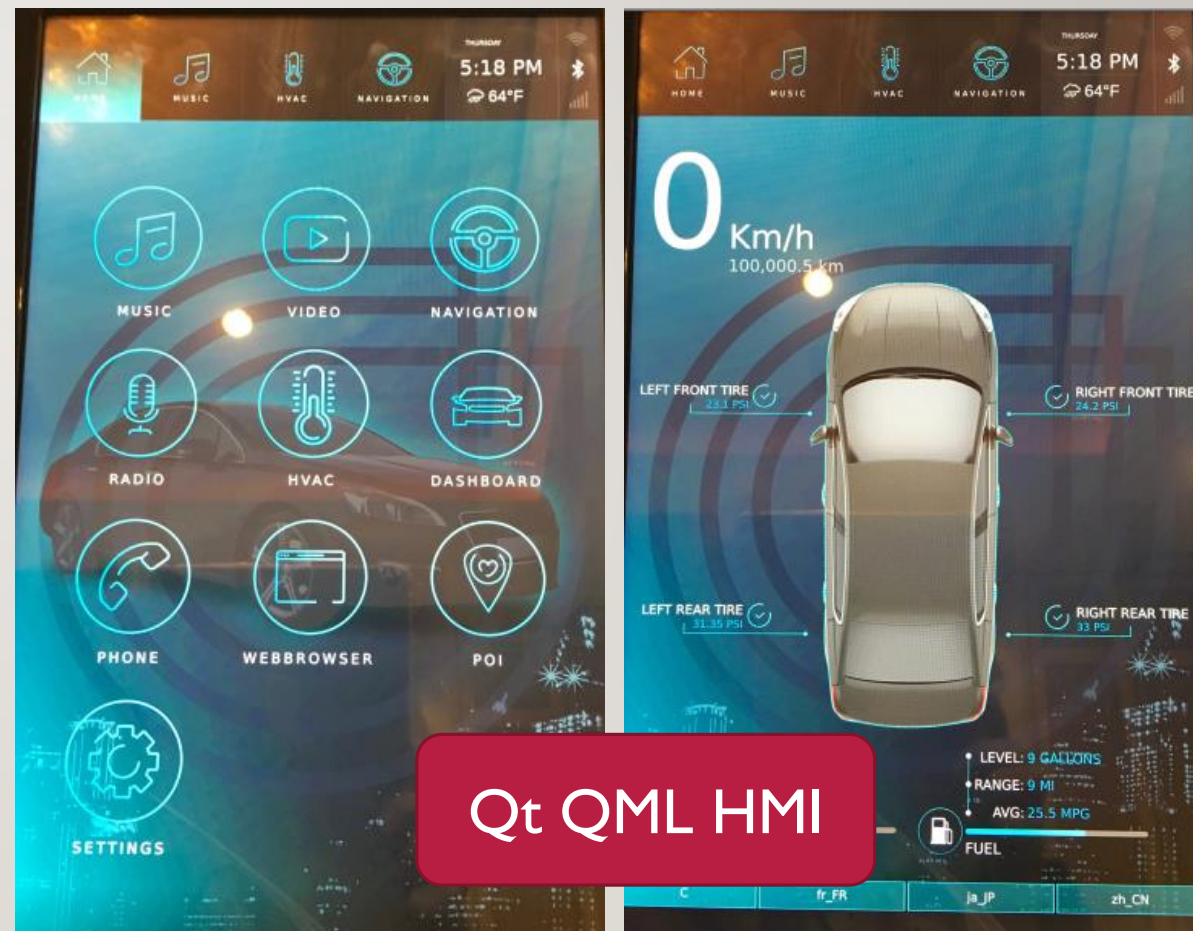 HOME
MUSIC
HVAC
NAVIGATION
THURSDAY
5:18 PM
64°F
MUSIC
VIDEO
NAVIGATION
RADIO
HVAC
DASHBOARD
PHONE
WEBBROWSER
POI
SETTINGS
HOME
MUSIC
HVAC
NAVIGATION
THURSDAY
5:18 PM
64°F
0
Km/h
100,000.5 km
LEFT FRONT TIRE
23.1 PSI
RIGHT FRONT TIRE
24.2 PSI
LEFT REAR TIRE
31.35 PSI
RIGHT REAR TIRE
33 PSI
LEVEL: 9 GALLONS
RANGE: 9 MI
AVG: 25.5 MPG
FUEL
C
fr_FR
ja_JP
zh_CN
Qt QML HMI